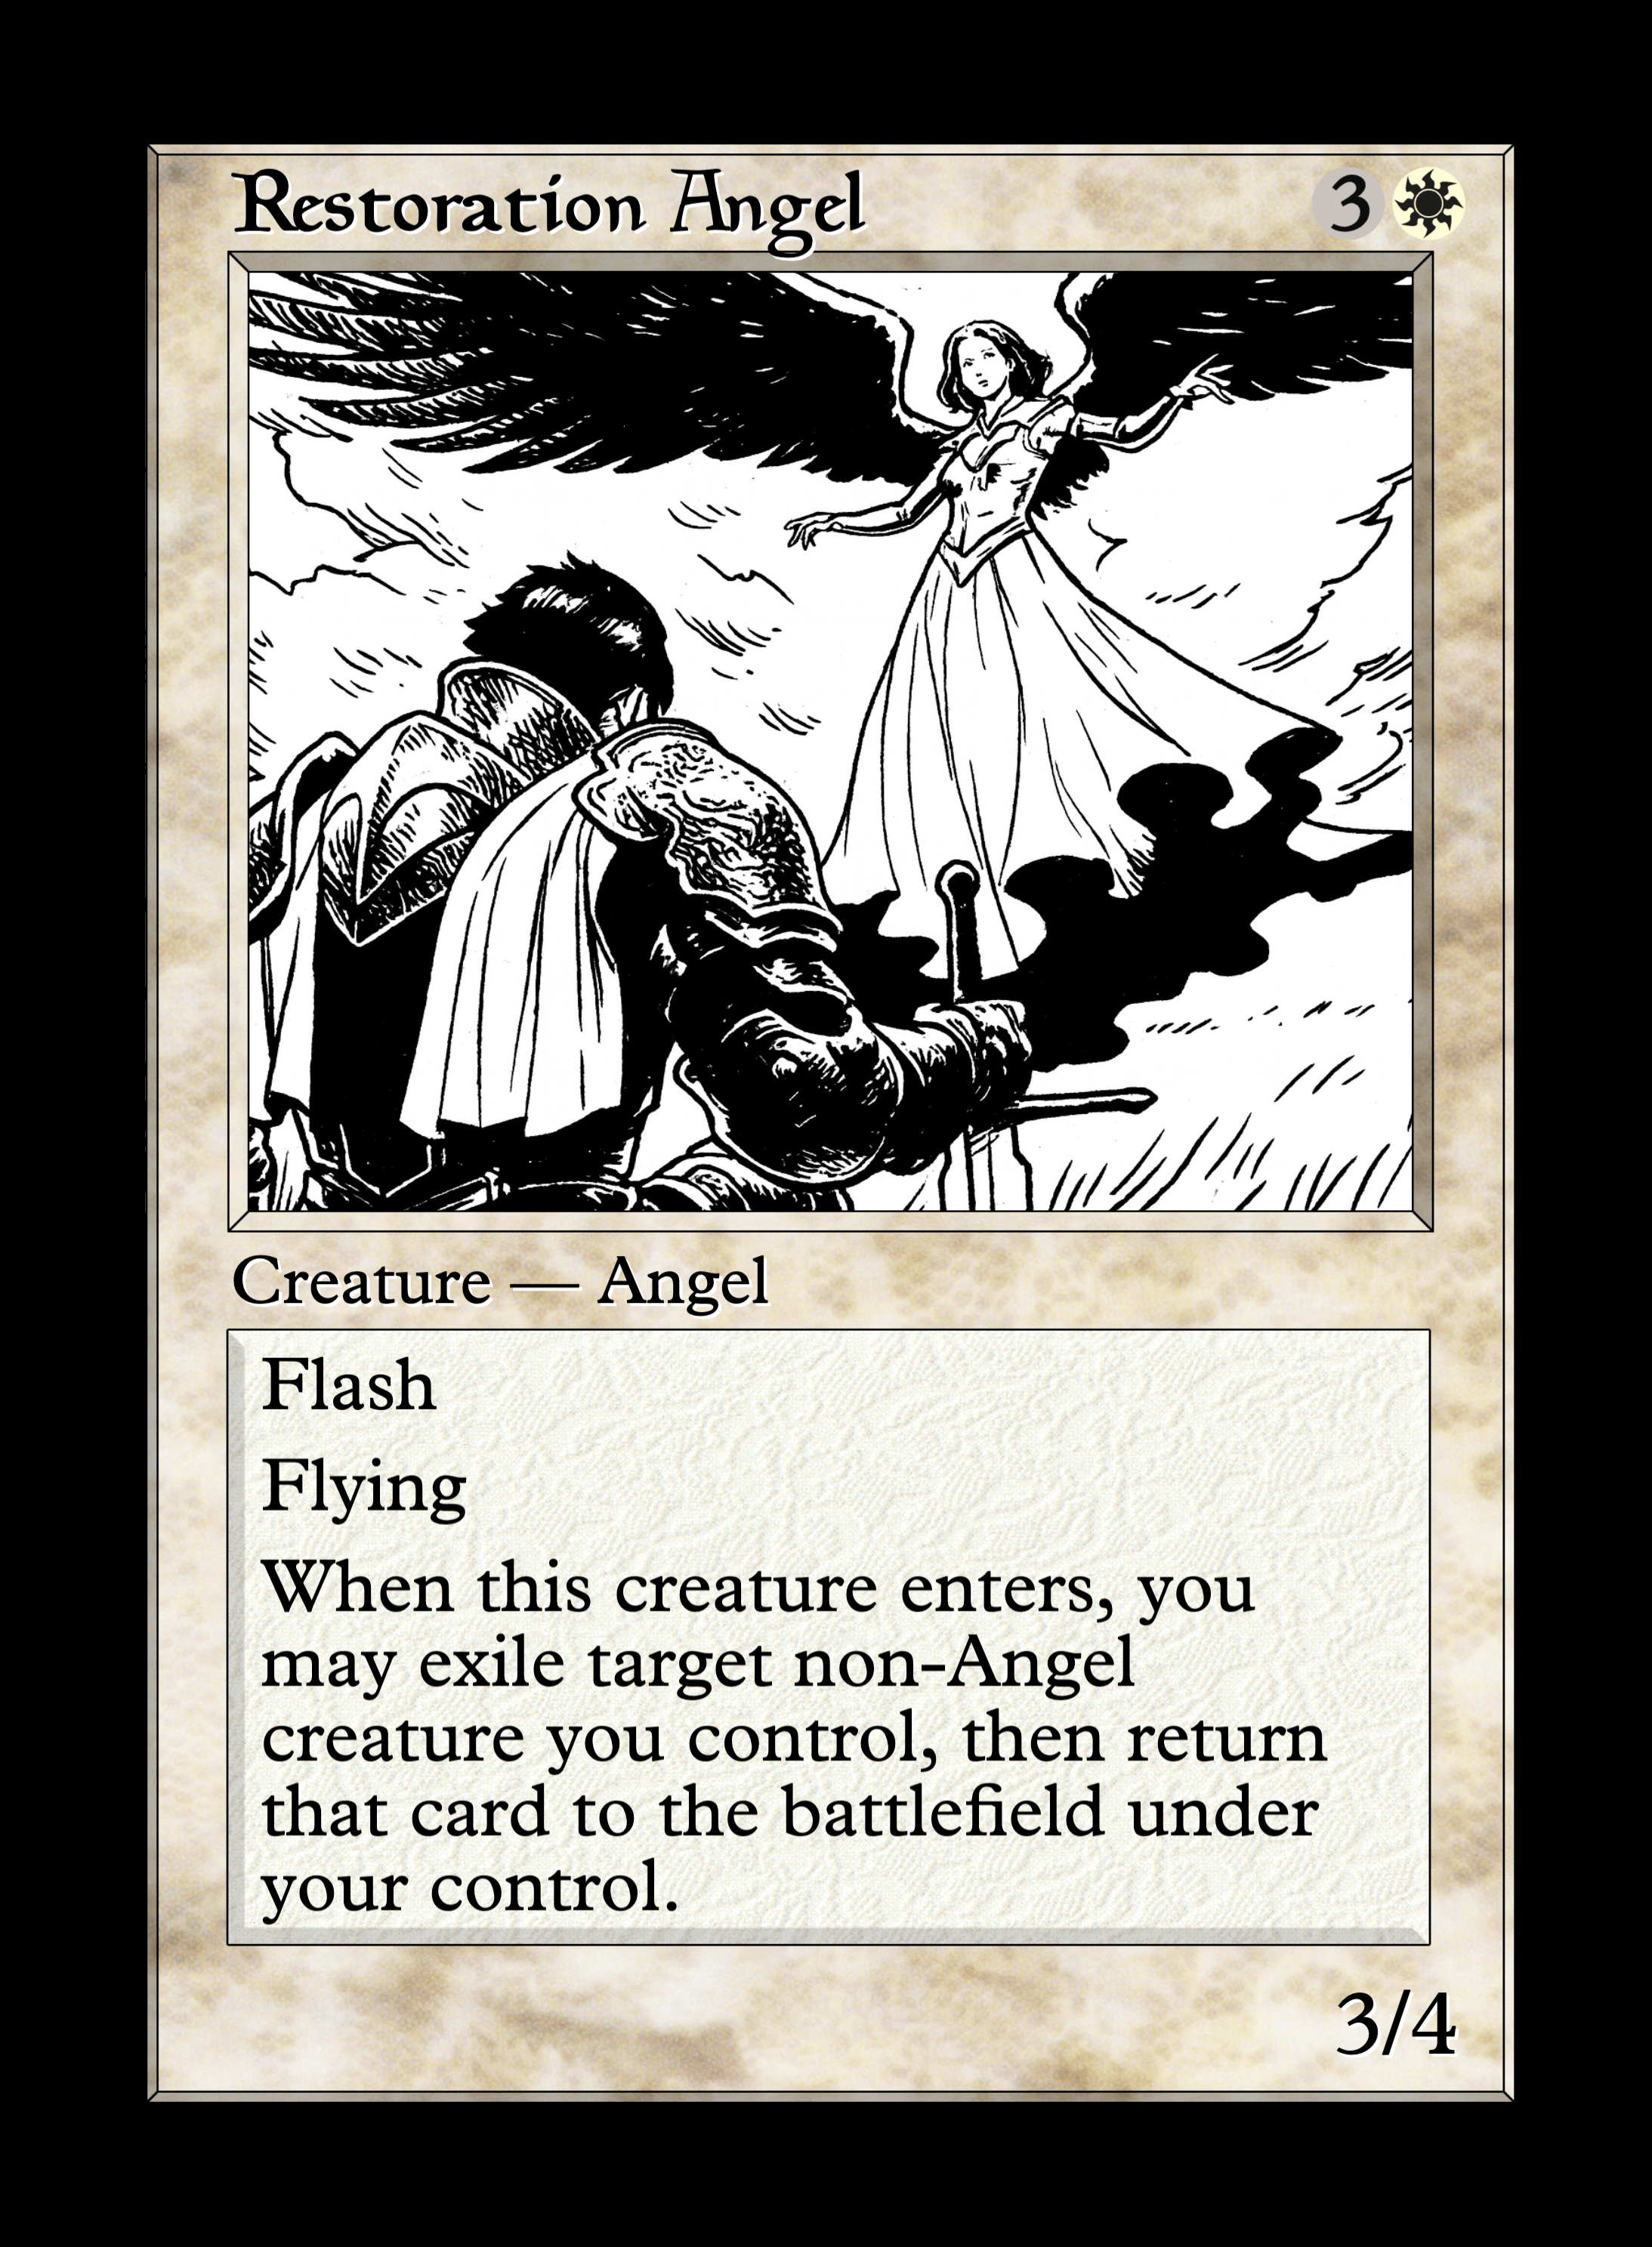 Restoration Angel 3
Creature — Angel
Flash
Flying
When this creature enters, you
may exile target non-Angel
creature you control, then return
that card to the battlefield under
your control.
3/4